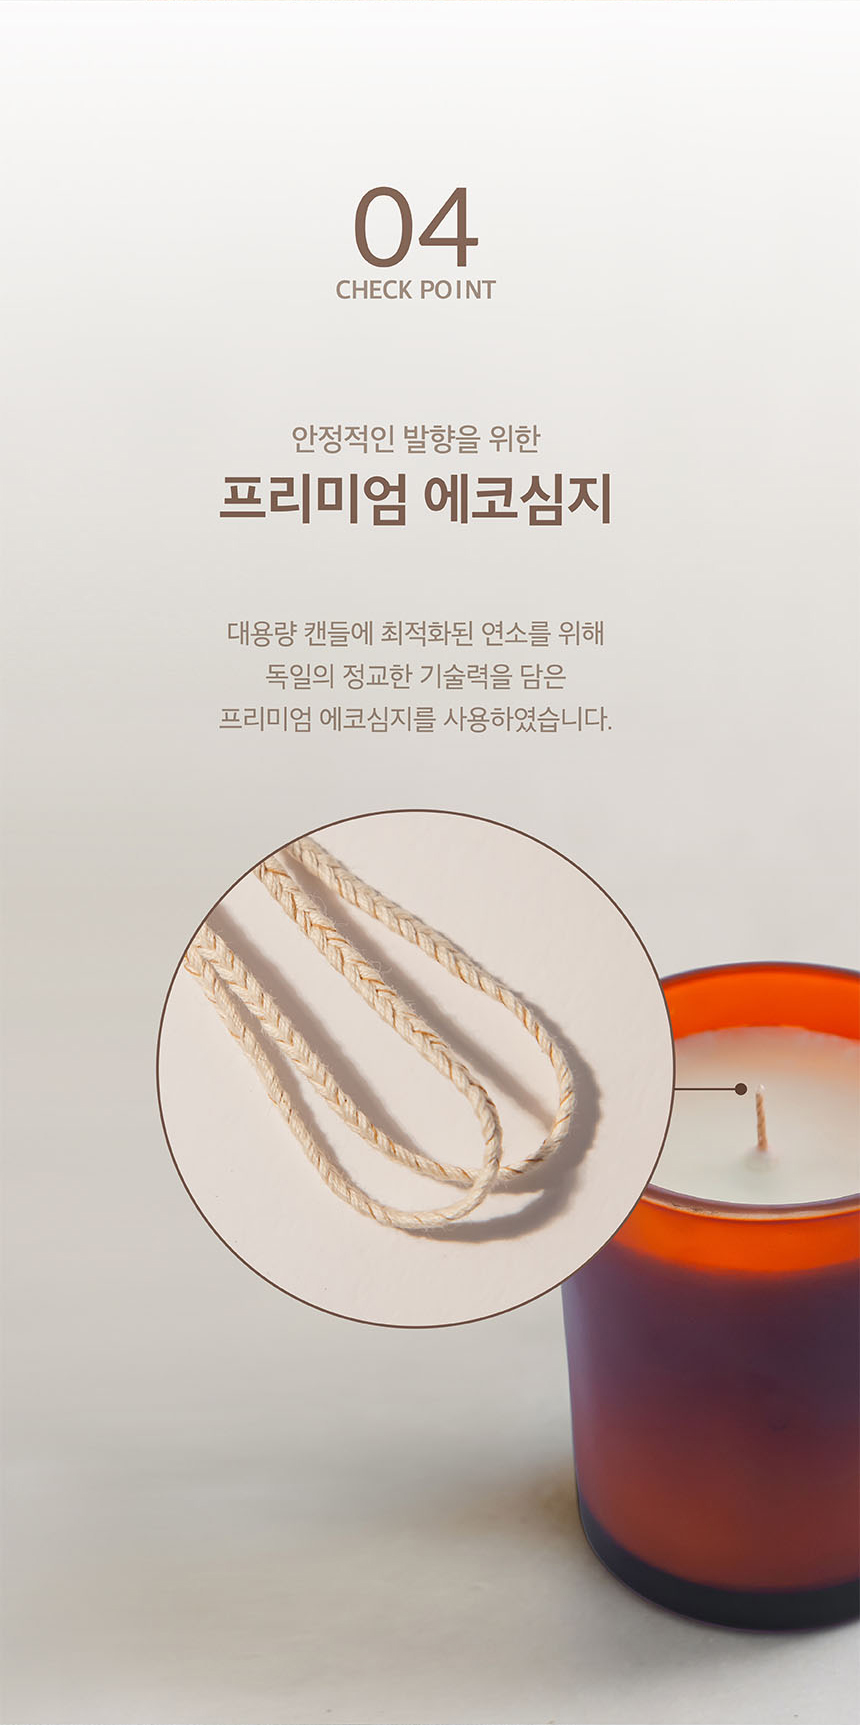 04
CHECK POINT
안정적인 발향을 위한
프리미엄 에코심지
대용량 캔들에 최적화된 연소를 위해
독일의 정교한 기술력을 담은
프리미엄 에코심지를 사용하였습니다.